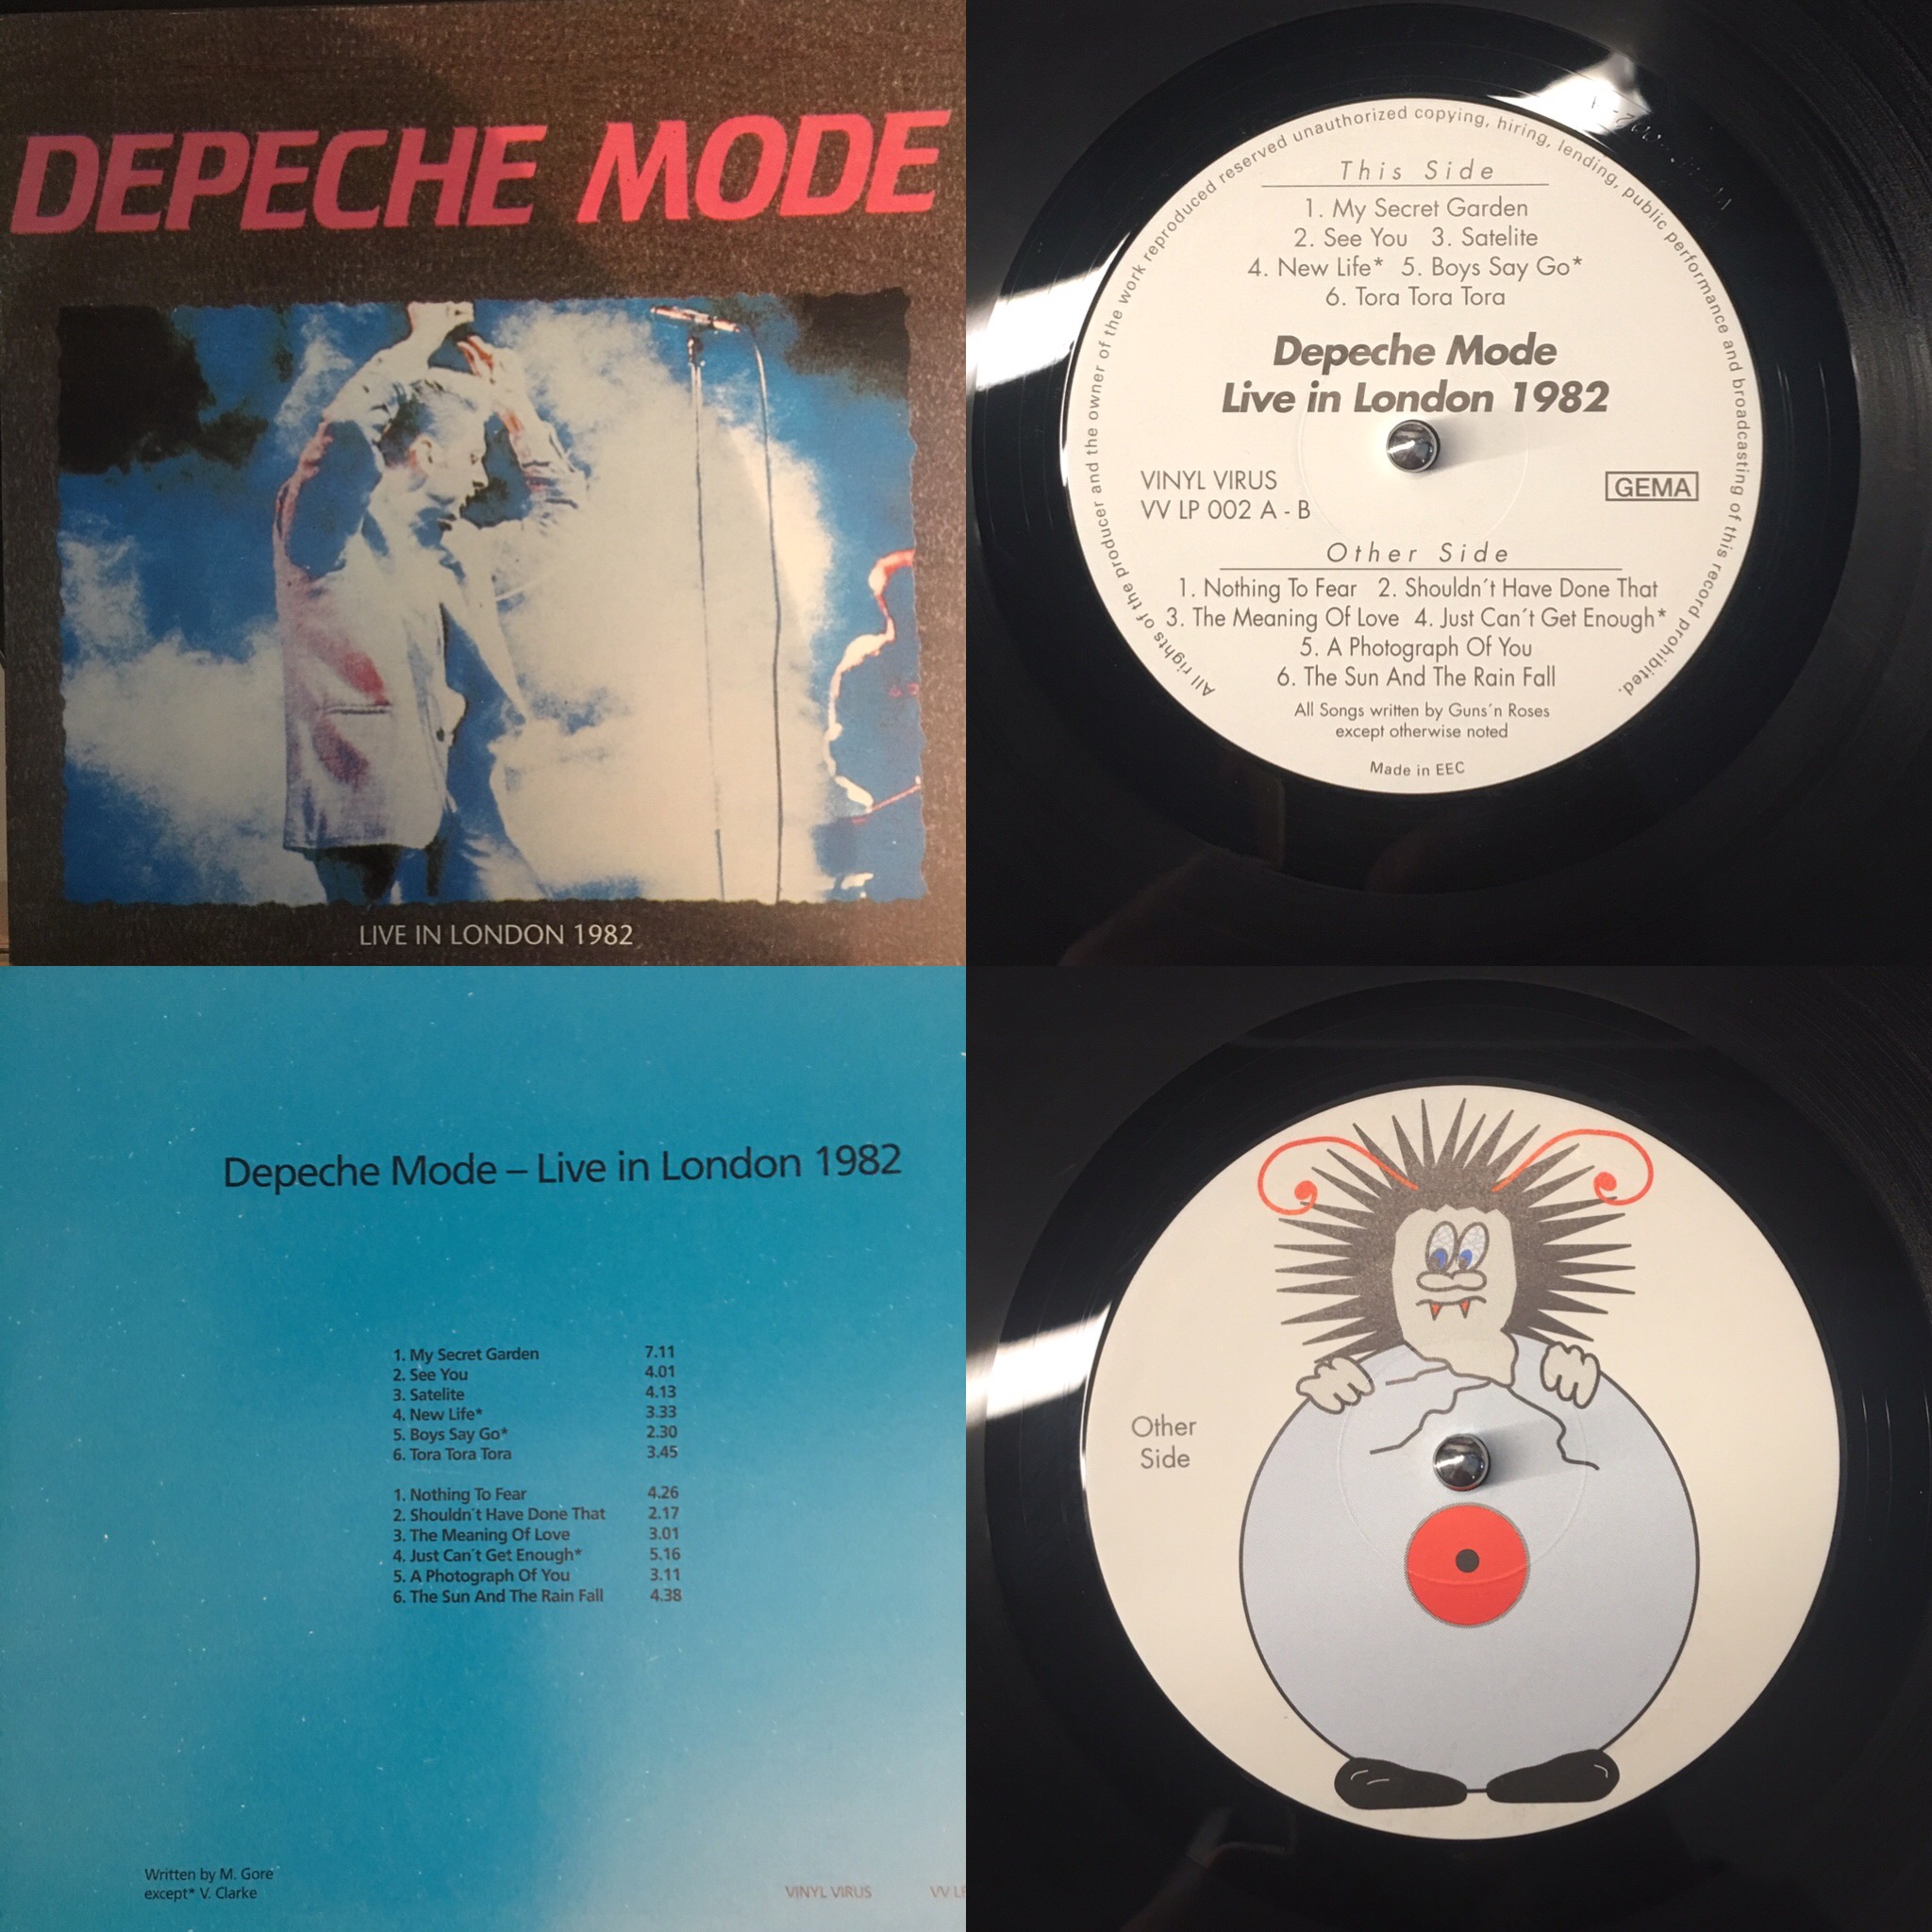 DEPECHE MODE
LIVE IN LONDON 1982
All rights of the producer and the owner of the work reproduced reserved unauthorized copying, hiring, lending, public performance and broadcasting of this record prohibited.
This Side
1. My Secret Garden
2. See You 3. Satelite
4. New Life* 5. Boys Say Go*
6. Tora Tora Tora
Depeche Mode
Live in London 1982
VINYL VIRUS
VV LP 002 A - B
GEMA
Other Side
1. Nothing To Fear 2. Shouldn´t Have Done That
3. The Meaning Of Love 4. Just Can´t Get Enough*
5. A Photograph Of You
6. The Sun And The Rain Fall
All Songs written by Guns´n Roses
except otherwise noted
Made in EEC
Depeche Mode – Live in London 1982
1. My Secret Garden 7.11
2. See You 4.01
3. Satelite 4.13
4. New Life* 3.33
5. Boys Say Go* 2.30
6. Tora Tora Tora 3.45
1. Nothing To Fear 4.26
2. Shouldn´t Have Done That 2.17
3. The Meaning Of Love 3.01
4. Just Can´t Get Enough* 5.16
5. A Photograph Of You 3.11
6. The Sun And The Rain Fall 4.38
Written by M. Gore
except* V. Clarke
VINYL VIRUS VV
Other
Side